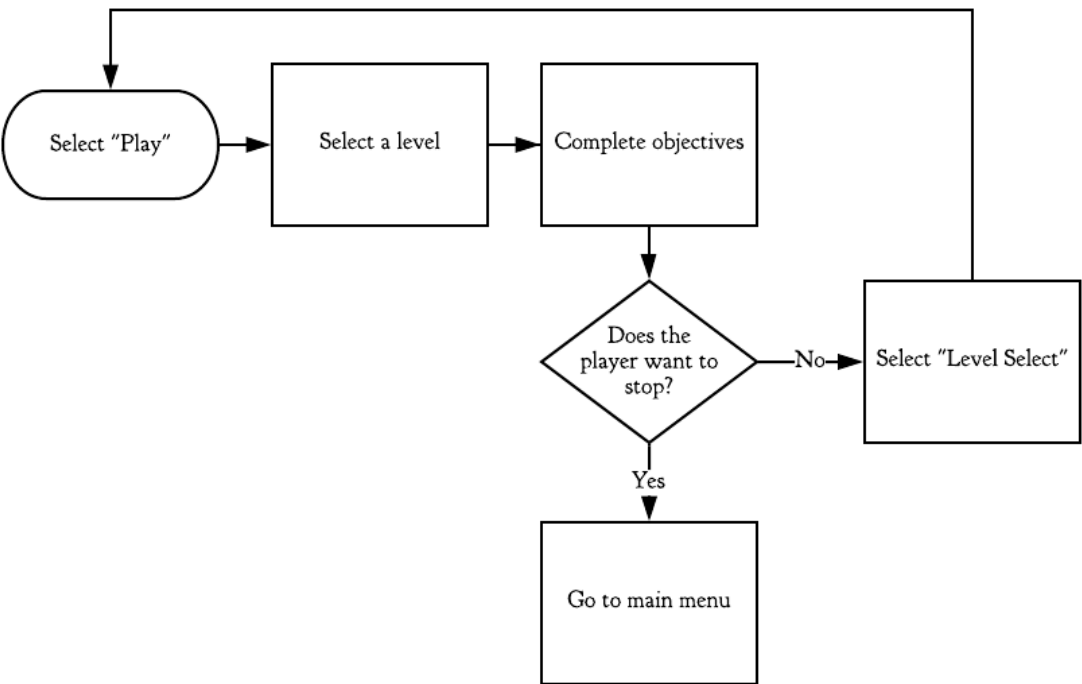 Select "Play"
Select a level
Complete objectives
Does the
player want to
stop?
No
Select "Level Select"
Yes
Go to main menu